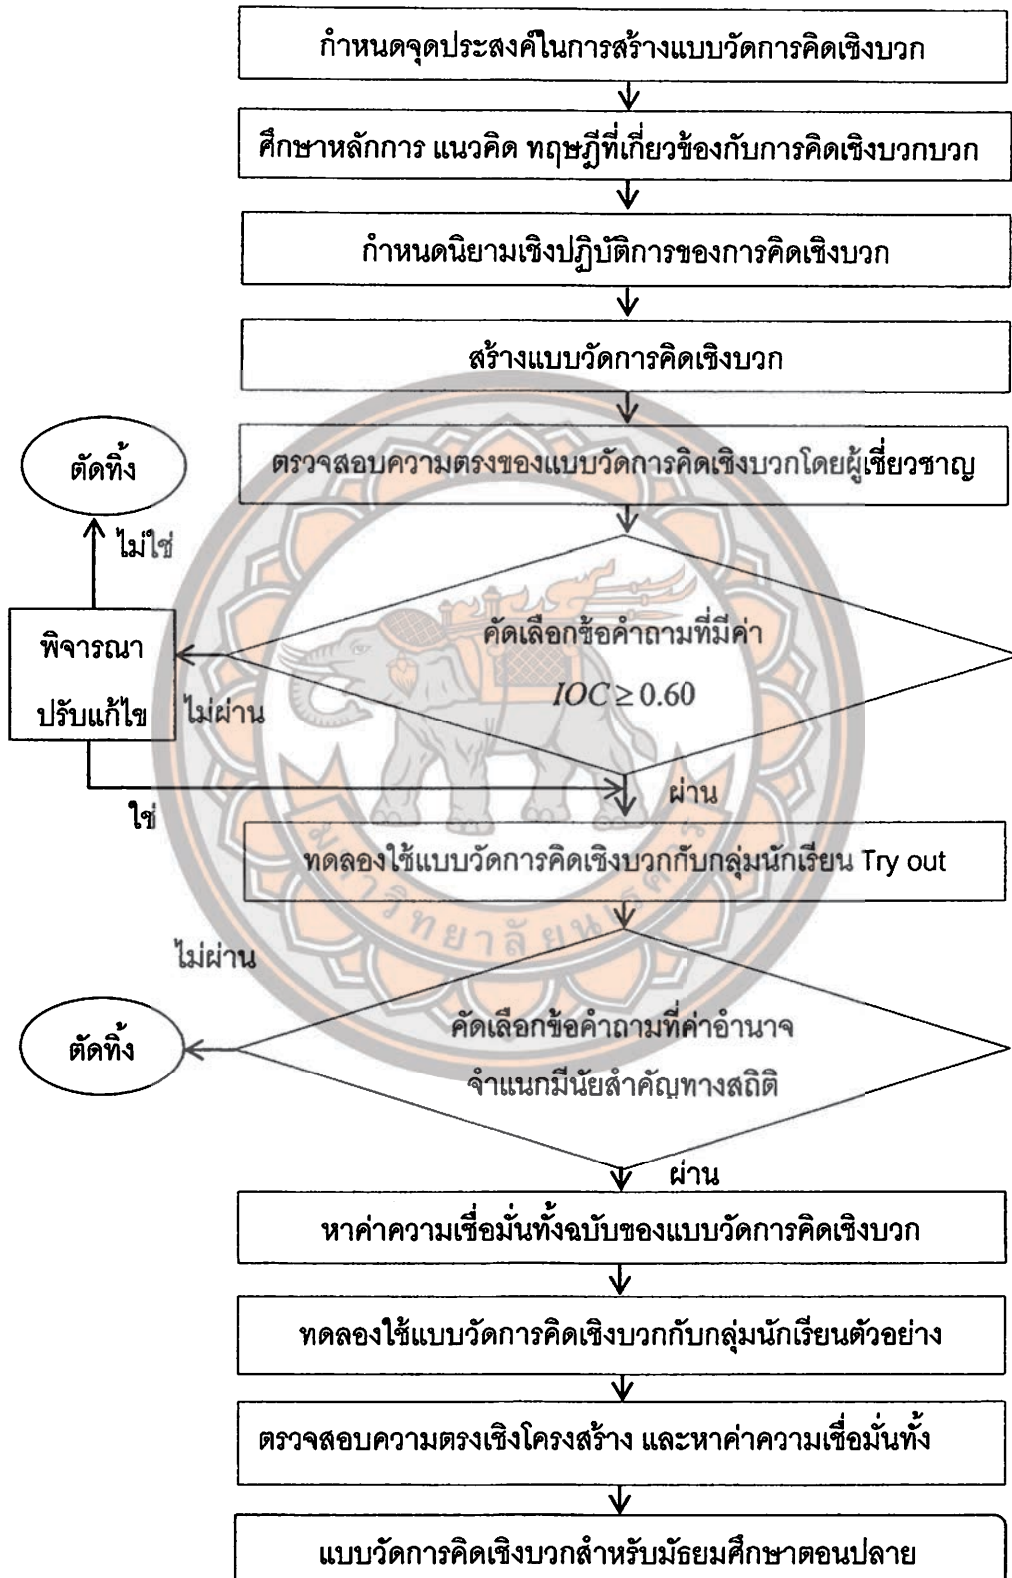 กำหนดจุดประสงค์ในการสร้างแบบวัดการคิดเชิงบวก
ศึกษาหลักการ แนวคิด ทฤษฎีที่เกี่ยวข้องกับการคิดเชิงบวกบวก
กำหนดนิยามเชิงปฏิบัติการของการคิดเชิงบวก
สร้างแบบวัดการคิดเชิงบวก
ตรวจสอบความตรงของแบบวัดการคิดเชิงบวกโดยผู้เชี่ยวชาญ
ตัดทิ้ง
ไม่ใช่
คัดเลือกข้อคำถามที่มีค่า
IOC ≥ 0.60
พิจารณา
ปรับแก้ไข
ไม่ผ่าน
ใช่
ผ่าน
ทดลองใช้แบบวัดการคิดเชิงบวกกับกลุ่มนักเรียน Try out
มหาวิทยาลัยนเรศวร
ไม่ผ่าน
ตัดทิ้ง
คัดเลือกข้อคำถามที่ค่าอำนาจ
จำแนกมีนัยสำคัญทางสถิติ
ผ่าน
หาค่าความเชื่อมั่นทั้งฉบับของแบบวัดการคิดเชิงบวก
ทดลองใช้แบบวัดการคิดเชิงบวกกับกลุ่มนักเรียนตัวอย่าง
ตรวจสอบความตรงเชิงโครงสร้าง และหาค่าความเชื่อมั่นทั้ง
แบบวัดการคิดเชิงบวกสำหรับมัธยมศึกษาตอนปลาย